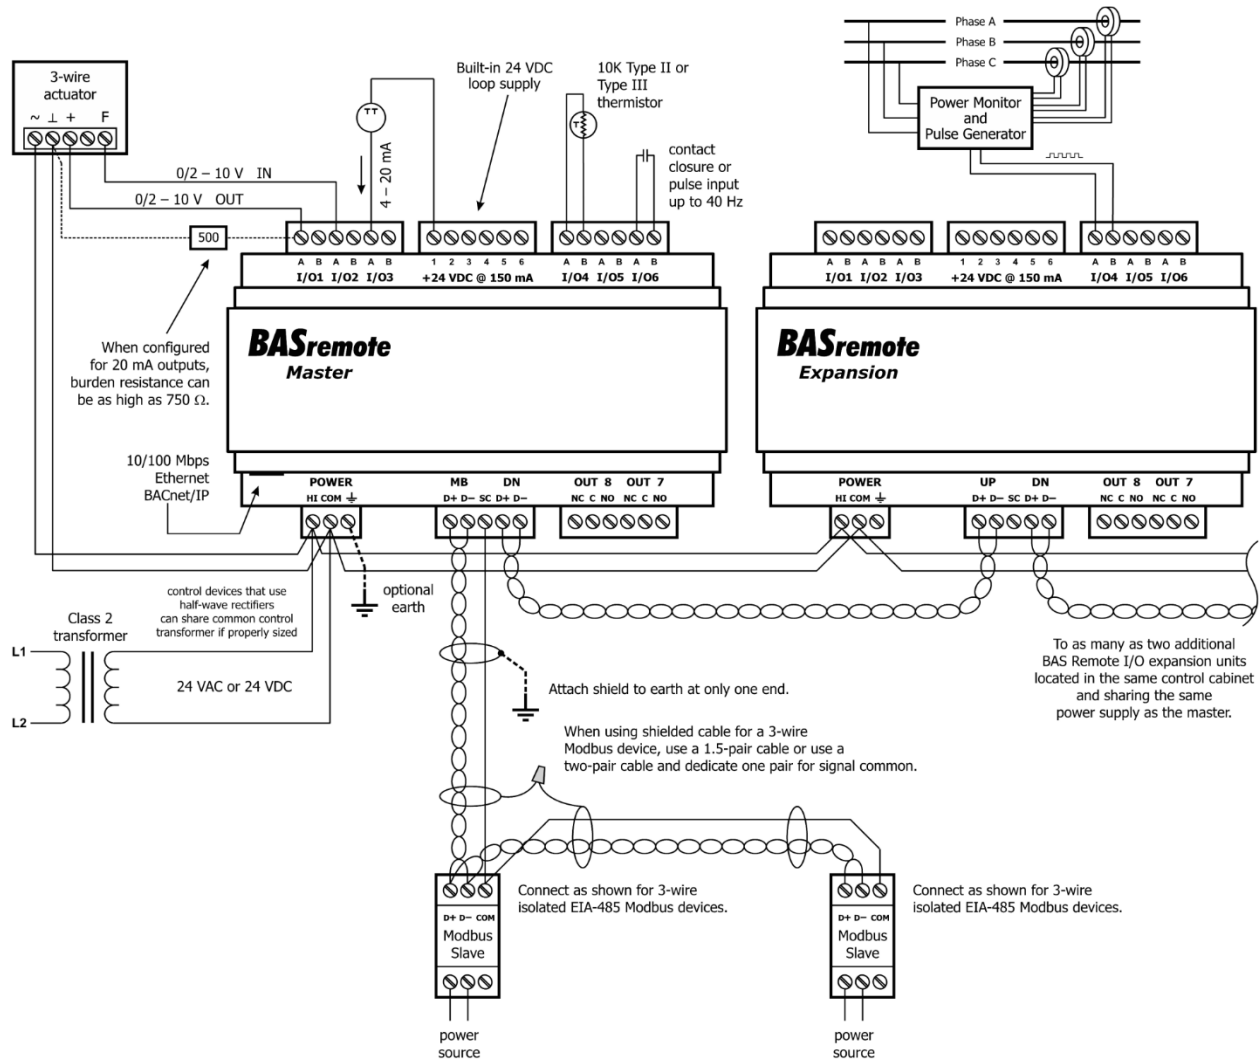 Phase A
Phase B
Phase C
Power Monitor
and
Pulse Generator
3-wire
actuator
~ ⊥ + F
Built-in 24 VDC
loop supply
10K Type II or
Type III
thermistor
TT
T
contact
closure or
pulse input
up to 40 Hz
0/2 – 10 V IN
0/2 – 10 V OUT
4 – 20 mA
500
A B A B A B
I/O1 I/O2 I/O3
1 2 3 4 5 6
+24 VDC @ 150 mA
A B A B A B
I/O4 I/O5 I/O6
A B A B A B
I/O1 I/O2 I/O3
1 2 3 4 5 6
+24 VDC @ 150 mA
A B A B A B
I/O4 I/O5 I/O6
When configured
for 20 mA outputs,
burden resistance can
be as high as 750 Ω.
BASremote
Master
BASremote
Expansion
10/100 Mbps
Ethernet
BACnet/IP
POWER
HI COM
MB DN
D+ D– SC D+ D–
OUT 8 OUT 7
NC C NO NC C NO
POWER
HI COM
UP DN
D+ D– SC D+ D–
OUT 8 OUT 7
NC C NO NC C NO
control devices that use
half-wave rectifiers
can share common control
transformer if properly sized
optional
earth
Class 2
transformer
L1
L2
24 VAC or 24 VDC
To as many as two additional
BAS Remote I/O expansion units
located in the same control cabinet
and sharing the same
power supply as the master.
Attach shield to earth at only one end.
When using shielded cable for a 3-wire
Modbus device, use a 1.5-pair cable or use a
two-pair cable and dedicate one pair for signal common.
D+ D– COM
Modbus
Slave
Connect as shown for 3-wire
isolated EIA-485 Modbus devices.
power
source
D+ D– COM
Modbus
Slave
Connect as shown for 3-wire
isolated EIA-485 Modbus devices.
power
source